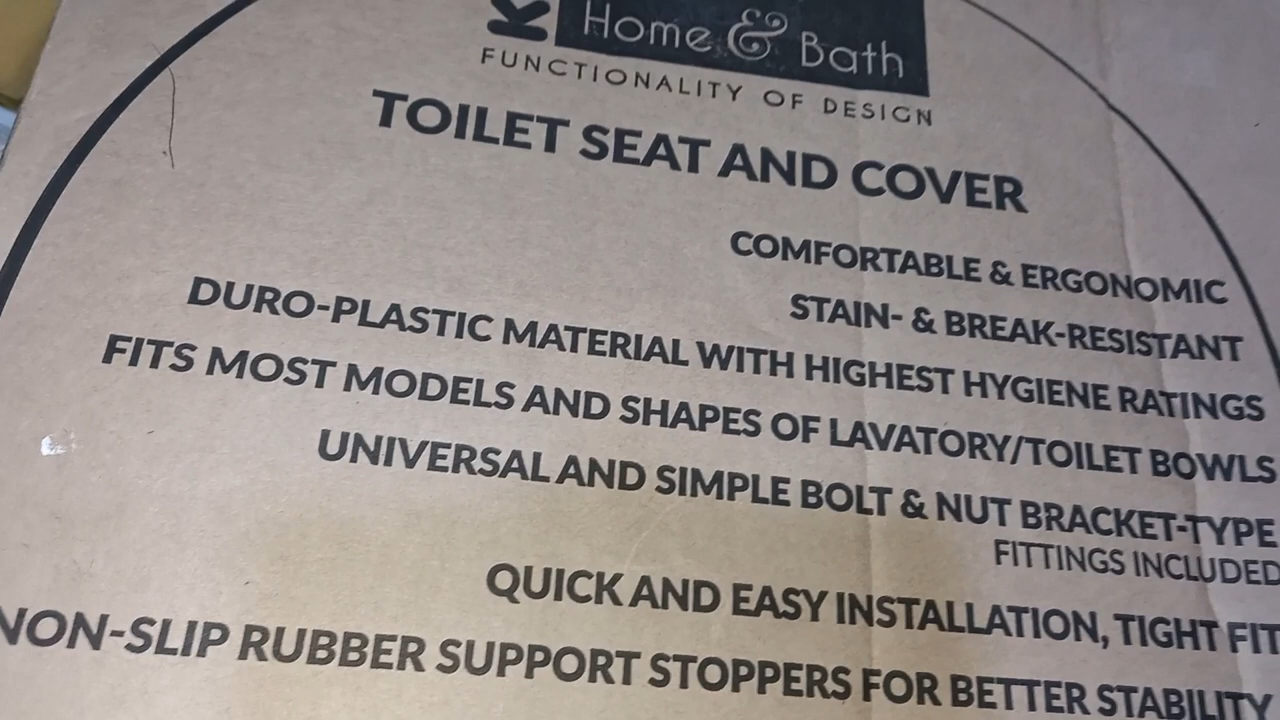 K Home & Bath
FUNCTIONALITY OF DESIGN
TOILET SEAT AND COVER
COMFORTABLE & ERGONOMIC
STAIN- & BREAK-RESISTANT
DURO-PLASTIC MATERIAL WITH HIGHEST HYGIENE RATINGS
FITS MOST MODELS AND SHAPES OF LAVATORY/TOILET BOWLS
UNIVERSAL AND SIMPLE BOLT & NUT BRACKET-TYPE
FITTINGS INCLUDED
QUICK AND EASY INSTALLATION, TIGHT FIT
NON-SLIP RUBBER SUPPORT STOPPERS FOR BETTER STABILITY